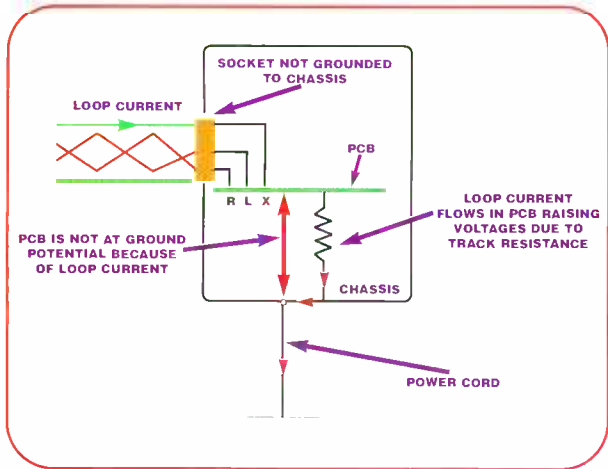 SOCKET NOT GROUNDED
TO CHASSIS
LOOP CURRENT
PCB
R L X
LOOP CURRENT
FLOWS IN PCB RAISING
VOLTAGES DUE TO
TRACK RESISTANCE
PCB IS NOT AT GROUND
POTENTIAL BECAUSE
OF LOOP CURRENT
CHASSIS
POWER CORD